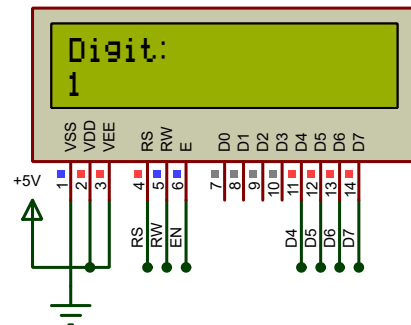 Digit:
1
VSS VDD VEE RS RW E D0 D1 D2 D3 D4 D5 D6 D7
+5V
1 2 3 4 5 6 7 8 9 10 11 12 13 14
RS RW EN D4 D5 D6 D7